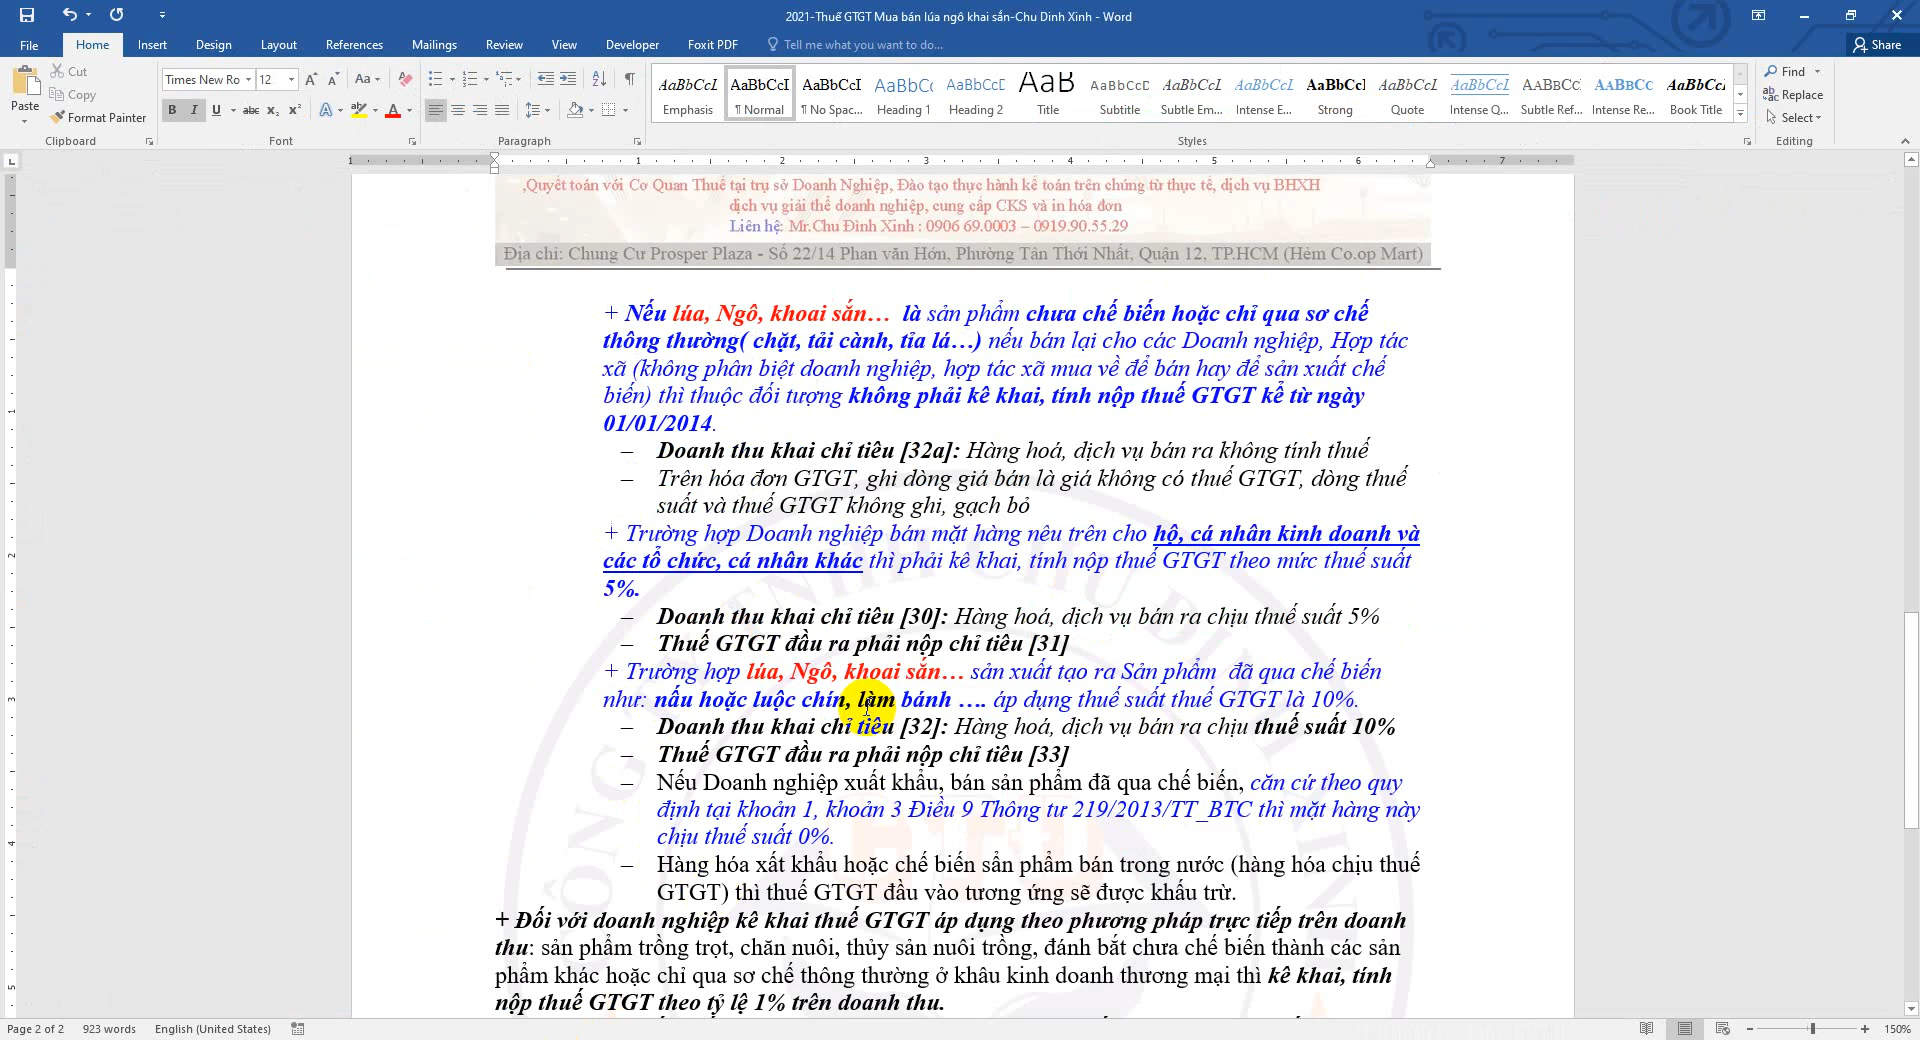 2021-Thuế GTGT Mua bán lúa ngô khai sắn-Chu Dinh Xinh - Word
File Home Insert Design Layout References Mailings Review View Developer Foxit PDF Tell me what you want to do... Share
Paste Cut Copy Format Painter Clipboard
Times New Ro 12 Font
Paragraph
AaBbCcL AaBbCcI AaBbCcI AaBbCc AaBbCcD AaB AaBbCcD AaBbCcL AaBbCcL AaBbCcI AaBbCcL AaBbCcL AaBbCc AaBbCc AaBbCcL
Emphasis ¶ Normal ¶ No Spac... Heading 1 Heading 2 Title Subtitle Subtle Em... Intense E... Strong Quote Intense Q... Subtle Ref... Intense Re... Book Title
Styles
Find Replace Select Editing
1 1 2 3 4 5 6 7
,Quyết toán với Cơ Quan Thuế tại trụ sở Doanh Nghiệp, Đào tạo thực hành kế toán trên chứng từ thực tế, dịch vụ BHXH
dịch vụ giải thể doanh nghiệp, cung cấp CKS và in hóa đơn
Liên hệ: Mr.Chu Đình Xinh : 0906 69.0003 – 0919.90.55.29
Địa chỉ: Chung Cư Prosper Plaza - Số 22/14 Phan văn Hớn, Phường Tân Thới Nhất, Quận 12, TP.HCM (Hẻm Co.op Mart)
+ Nếu lúa, Ngô, khoai sắn… là sản phẩm chưa chế biến hoặc chỉ qua sơ chế
thông thường( chặt, tải cành, tỉa lá…) nếu bán lại cho các Doanh nghiệp, Hợp tác
xã (không phân biệt doanh nghiệp, hợp tác xã mua về để bán hay để sản xuất chế
biến) thì thuộc đối tượng không phải kê khai, tính nộp thuế GTGT kể từ ngày
01/01/2014.
– Doanh thu khai chỉ tiêu [32a]: Hàng hoá, dịch vụ bán ra không tính thuế
– Trên hóa đơn GTGT, ghi dòng giá bán là giá không có thuế GTGT, dòng thuế
suất và thuế GTGT không ghi, gạch bỏ
+ Trường hợp Doanh nghiệp bán mặt hàng nêu trên cho hộ, cá nhân kinh doanh và
các tổ chức, cá nhân khác thì phải kê khai, tính nộp thuế GTGT theo mức thuế suất
5%.
– Doanh thu khai chỉ tiêu [30]: Hàng hoá, dịch vụ bán ra chịu thuế suất 5%
– Thuế GTGT đầu ra phải nộp chỉ tiêu [31]
+ Trường hợp lúa, Ngô, khoai sắn… sản xuất tạo ra Sản phẩm đã qua chế biến
như: nấu hoặc luộc chín, làm bánh …. áp dụng thuế suất thuế GTGT là 10%.
– Doanh thu khai chỉ tiêu [32]: Hàng hoá, dịch vụ bán ra chịu thuế suất 10%
– Thuế GTGT đầu ra phải nộp chỉ tiêu [33]
– Nếu Doanh nghiệp xuất khẩu, bán sản phẩm đã qua chế biến, căn cứ theo quy
định tại khoản 1, khoản 3 Điều 9 Thông tư 219/2013/TT_BTC thì mặt hàng này
chịu thuế suất 0%.
– Hàng hóa xất khẩu hoặc chế biến sẩn phẩm bán trong nước (hàng hóa chịu thuế
GTGT) thì thuế GTGT đầu vào tương ứng sẽ được khấu trừ.
+ Đối với doanh nghiệp kê khai thuế GTGT áp dụng theo phương pháp trực tiếp trên doanh
thu: sản phẩm trồng trọt, chăn nuôi, thủy sản nuôi trồng, đánh bắt chưa chế biến thành các sản
phẩm khác hoặc chỉ qua sơ chế thông thường ở khâu kinh doanh thương mại thì kê khai, tính
nộp thuế GTGT theo tỷ lệ 1% trên doanh thu.
Page 2 of 2 923 words English (United States) 150%